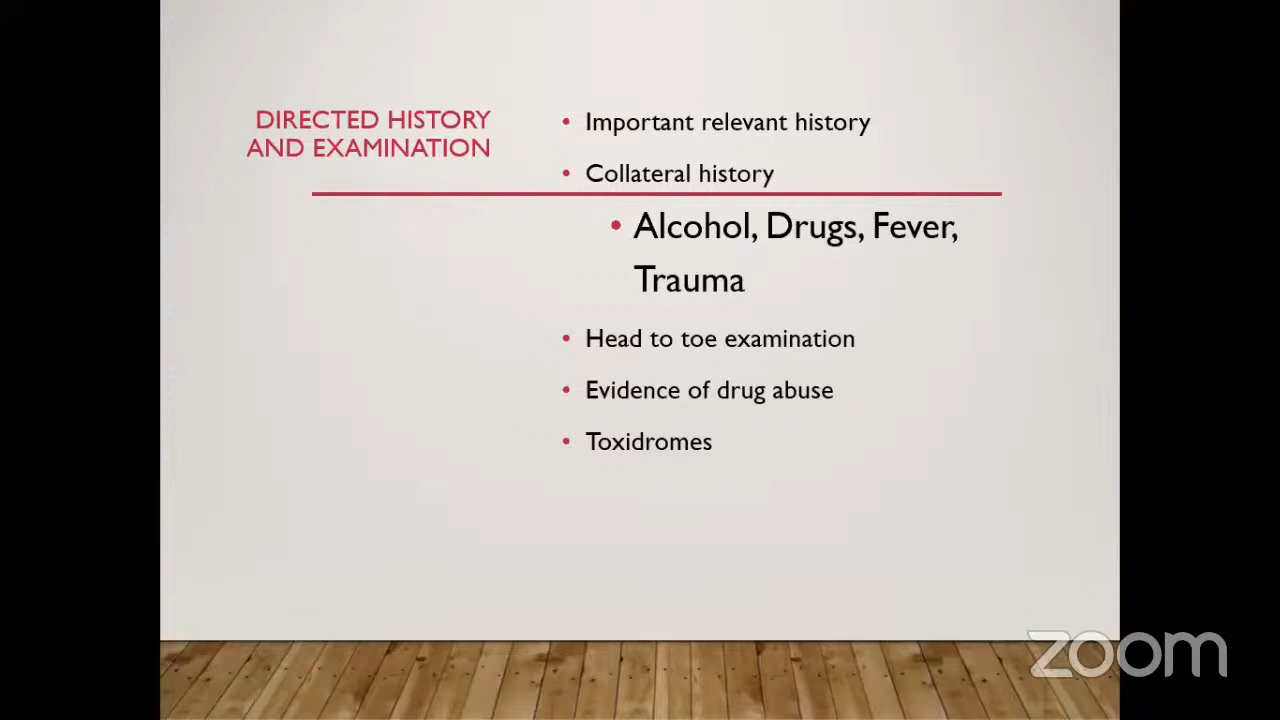 DIRECTED HISTORY
AND EXAMINATION
• Important relevant history
• Collateral history
• Alcohol, Drugs, Fever,
Trauma
• Head to toe examination
• Evidence of drug abuse
• Toxidromes
zoom